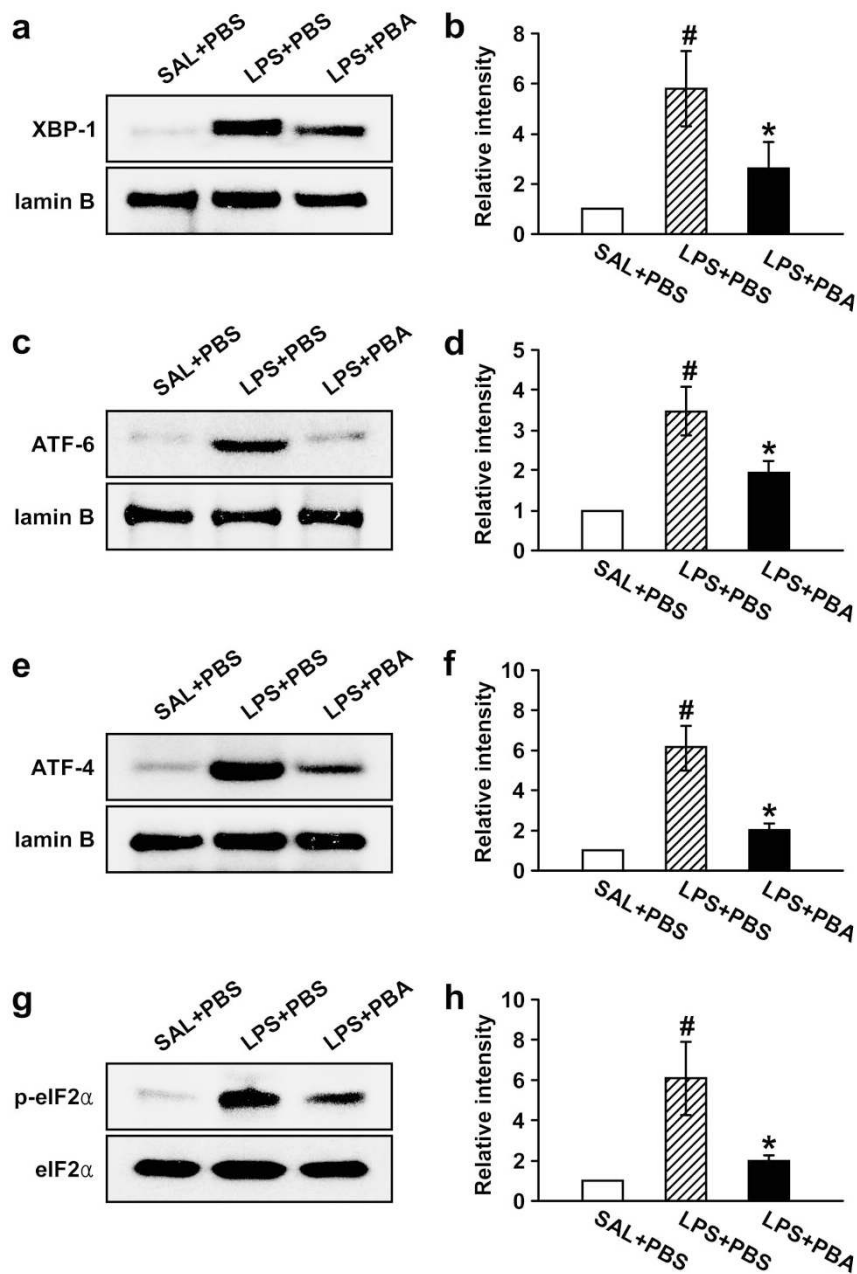 a
SAL+PBS LPS+PBS LPS+PBA
XBP-1
lamin B
b
Relative intensity
8
6
4
2
0
#
*
SAL+PBS LPS+PBS LPS+PBA
c
SAL+PBS LPS+PBS LPS+PBA
ATF-6
lamin B
d
Relative intensity
5
4
3
2
1
0
#
*
SAL+PBS LPS+PBS LPS+PBA
e
SAL+PBS LPS+PBS LPS+PBA
ATF-4
lamin B
f
Relative intensity
10
8
6
4
2
0
#
*
SAL+PBS LPS+PBS LPS+PBA
g
SAL+PBS LPS+PBS LPS+PBA
p-eIF2α
eIF2α
h
Relative intensity
10
8
6
4
2
0
#
*
SAL+PBS LPS+PBS LPS+PBA